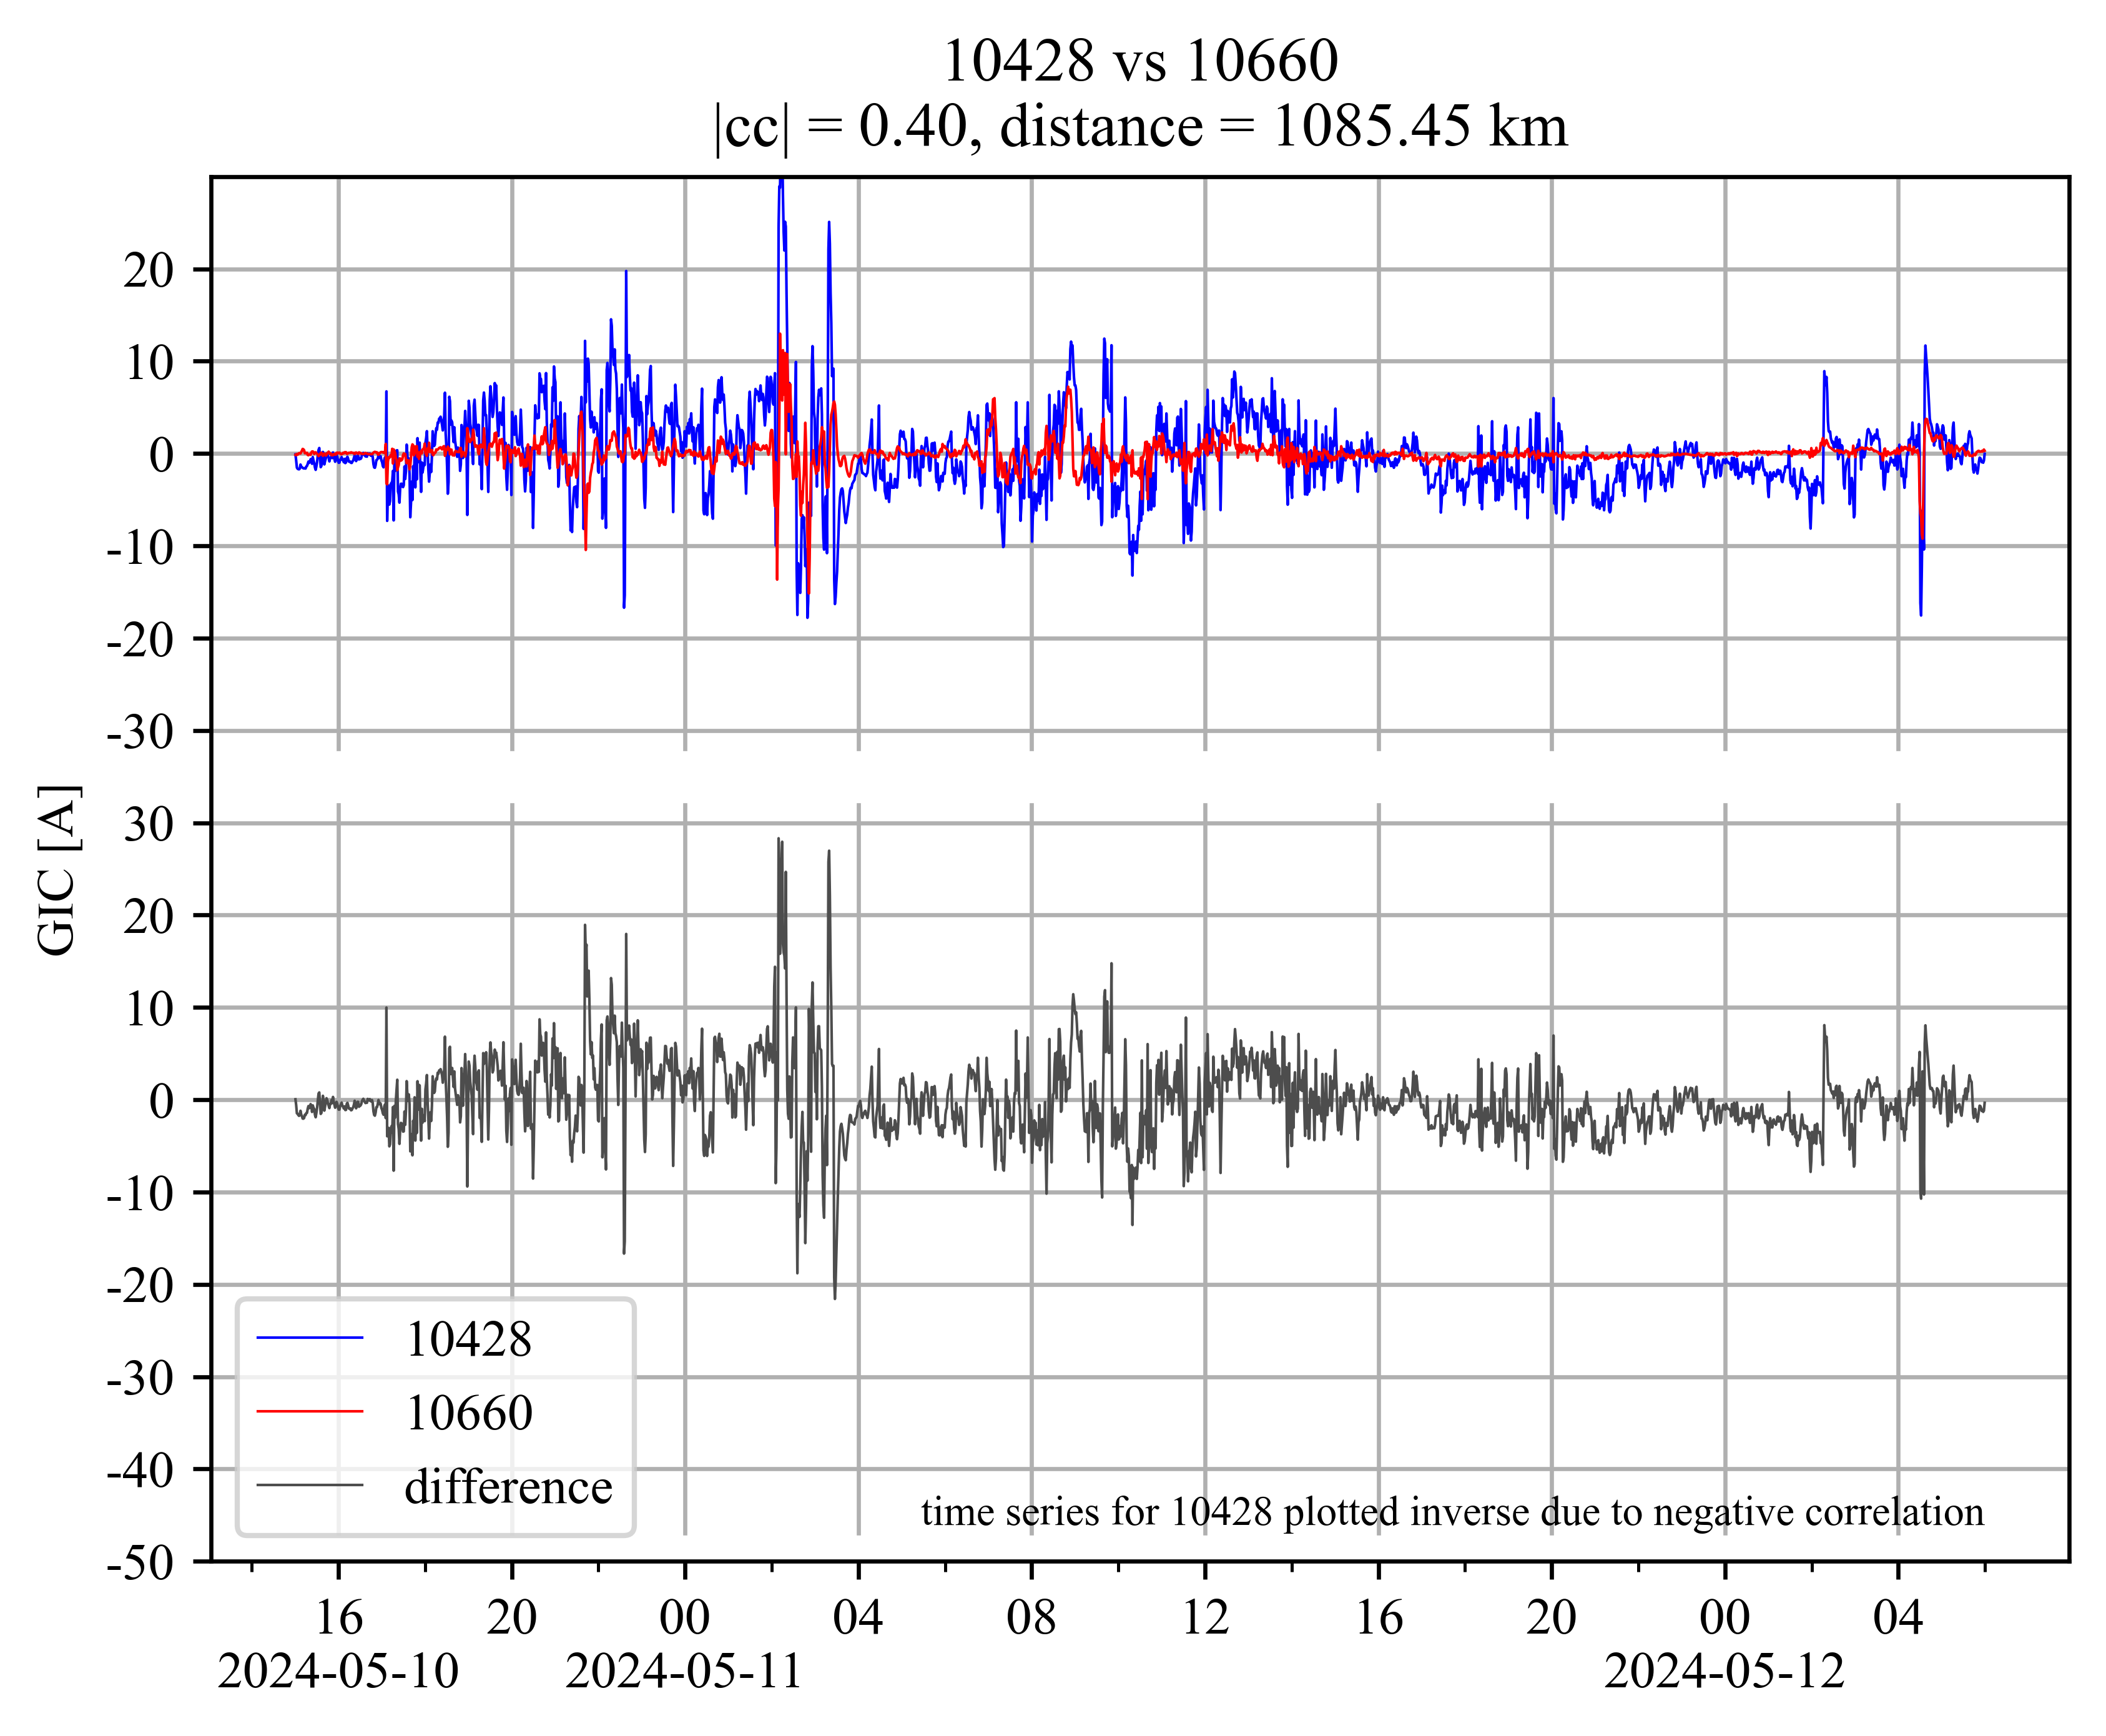 10428 vs 10660
|cc| = 0.40, distance = 1085.45 km
20
10
0
-10
-20
-30
30
20
10
0
-10
-20
-30
-40
-50
GIC [A]
10428
10660
difference
time series for 10428 plotted inverse due to negative correlation
16 20 00 04 08 12 16 20 00 04
2024-05-10 2024-05-11 2024-05-12